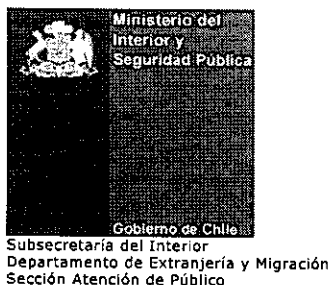 Ministerio del
Interior y
Seguridad Pública
Gobierno de Chile
Subsecretaría del Interior
Departamento de Extranjería y Migración
Sección Atención de Público